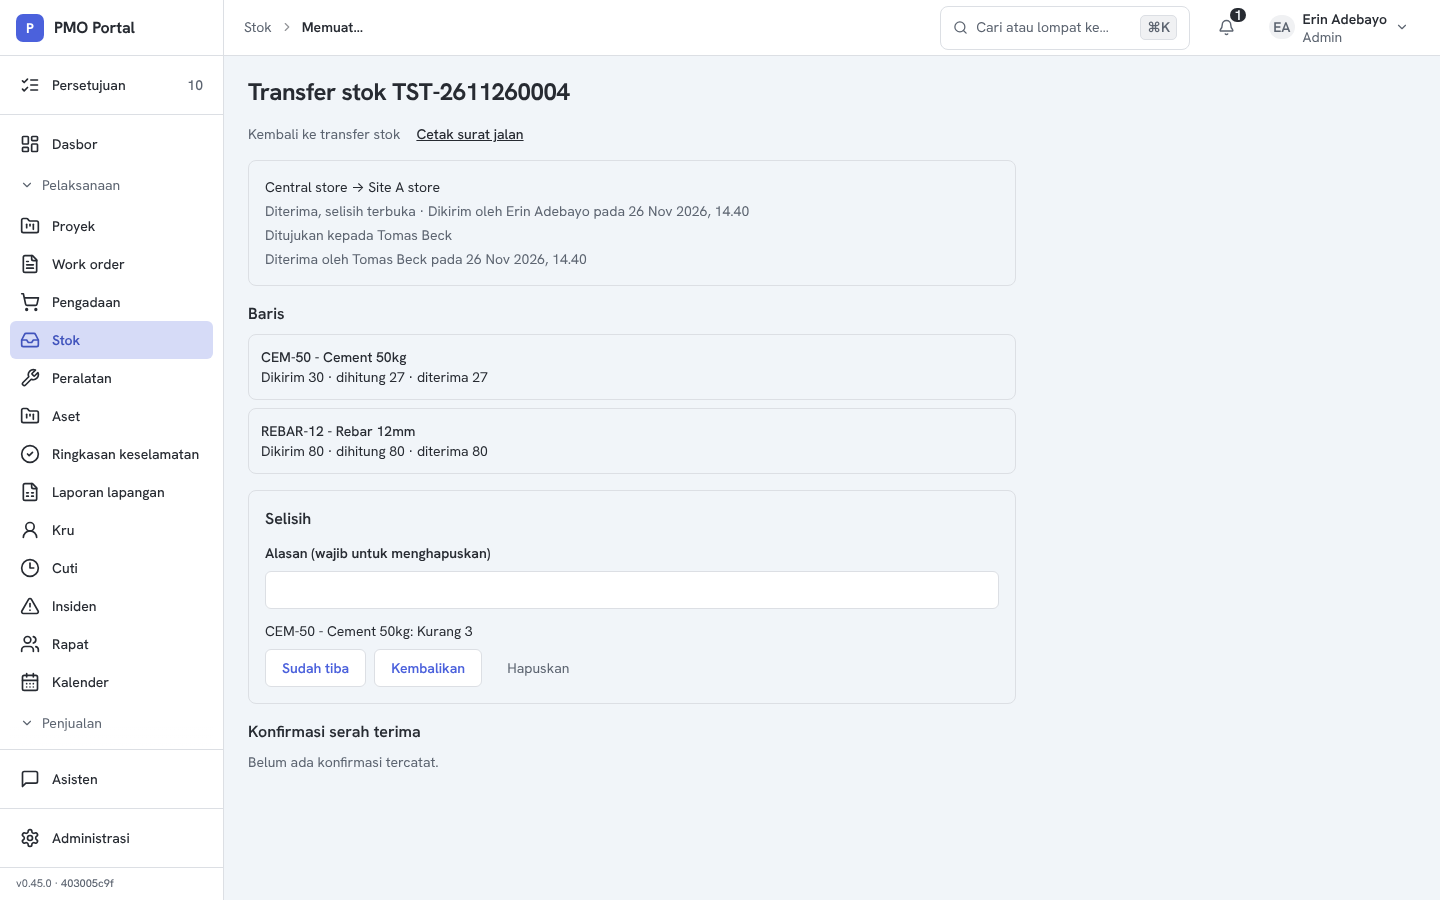 P PMO Portal
Stok > Memuat...
Cari atau lompat ke... ⌘K
1
EA Erin Adebayo
Admin
Persetujuan 10
Dasbor
Pelaksanaan
Proyek
Work order
Pengadaan
Stok
Peralatan
Aset
Ringkasan keselamatan
Laporan lapangan
Kru
Cuti
Insiden
Rapat
Kalender
Penjualan
Asisten
Administrasi
v0.45.0 · 403005c9f
Transfer stok TST-2611260004
Kembali ke transfer stok Cetak surat jalan
Central store → Site A store
Diterima, selisih terbuka · Dikirim oleh Erin Adebayo pada 26 Nov 2026, 14.40
Ditujukan kepada Tomas Beck
Diterima oleh Tomas Beck pada 26 Nov 2026, 14.40
Baris
CEM-50 - Cement 50kg
Dikirim 30 · dihitung 27 · diterima 27
REBAR-12 - Rebar 12mm
Dikirim 80 · dihitung 80 · diterima 80
Selisih
Alasan (wajib untuk menghapuskan)
CEM-50 - Cement 50kg: Kurang 3
Sudah tiba Kembalikan Hapuskan
Konfirmasi serah terima
Belum ada konfirmasi tercatat.